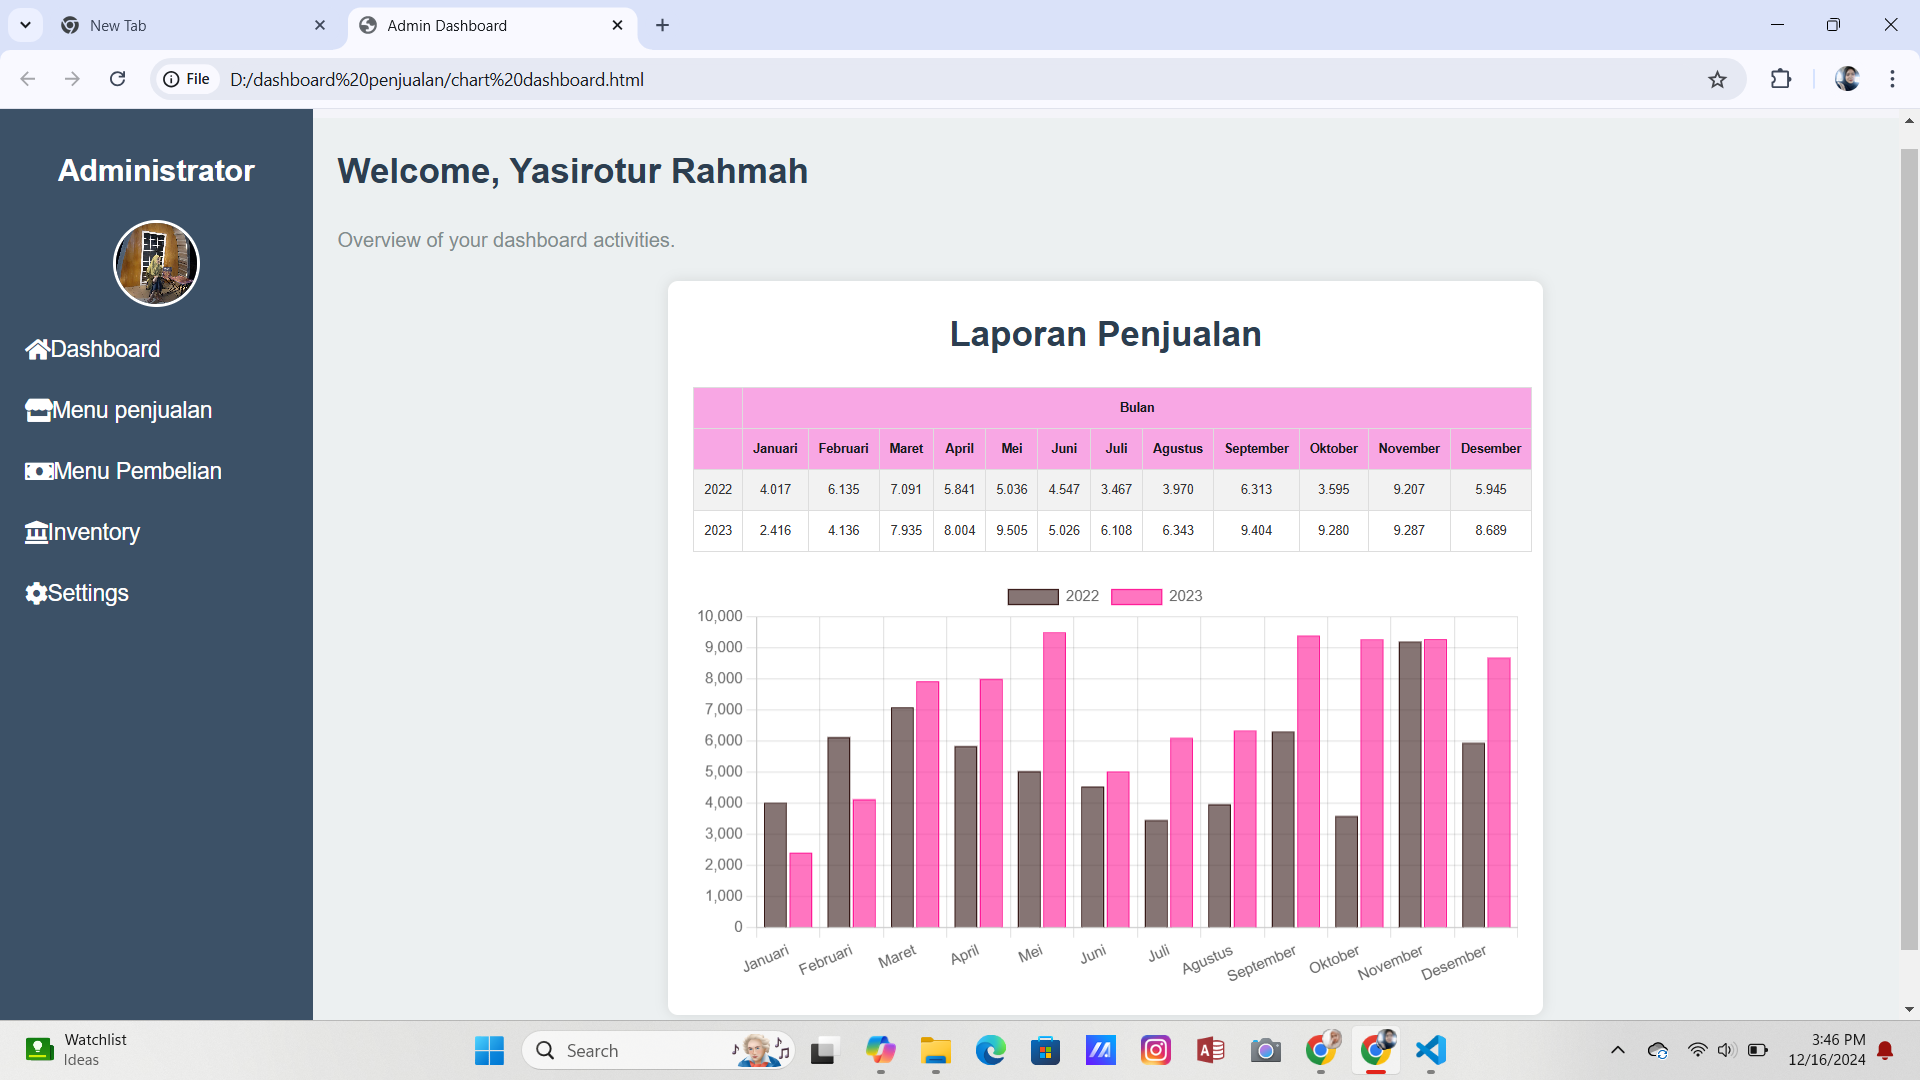 New Tab
Admin Dashboard
File
D:/dashboard%20penjualan/chart%20dashboard.html
Administrator
Dashboard
Menu penjualan
Menu Pembelian
Inventory
Settings
Welcome, Yasirotur Rahmah
Overview of your dashboard activities.
Laporan Penjualan
Bulan
Januari Februari Maret April Mei Juni Juli Agustus September Oktober November Desember
2022 4.017 6.135 7.091 5.841 5.036 4.547 3.467 3.970 6.313 3.595 9.207 5.945
2023 2.416 4.136 7.935 8.004 9.505 5.026 6.108 6.343 9.404 9.280 9.287 8.689
2022 2023
10,000
9,000
8,000
7,000
6,000
5,000
4,000
3,000
2,000
1,000
0
Januari Februari Maret April Mei Juni Juli Agustus September Oktober November Desember
Watchlist
Ideas
Search
3:46 PM
12/16/2024